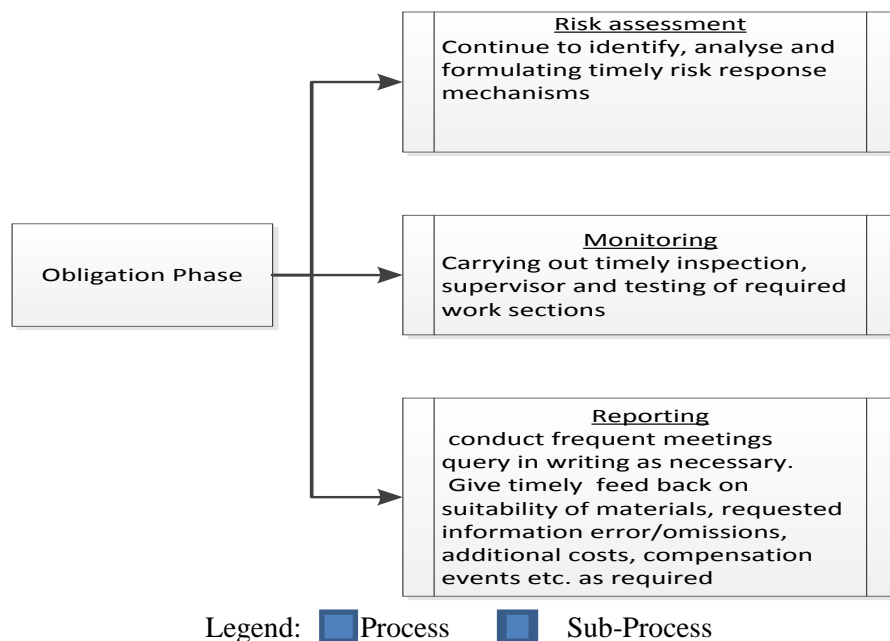 Risk assessment
Continue to identify, analyse and
formulating timely risk response
mechanisms
Obligation Phase
Monitoring
Carrying out timely inspection,
supervisor and testing of required
work sections
Reporting
conduct frequent meetings
query in writing as necessary.
Give timely feed back on
suitability of materials, requested
information error/omissions,
additional costs, compensation
events etc. as required
Legend: Process Sub-Process